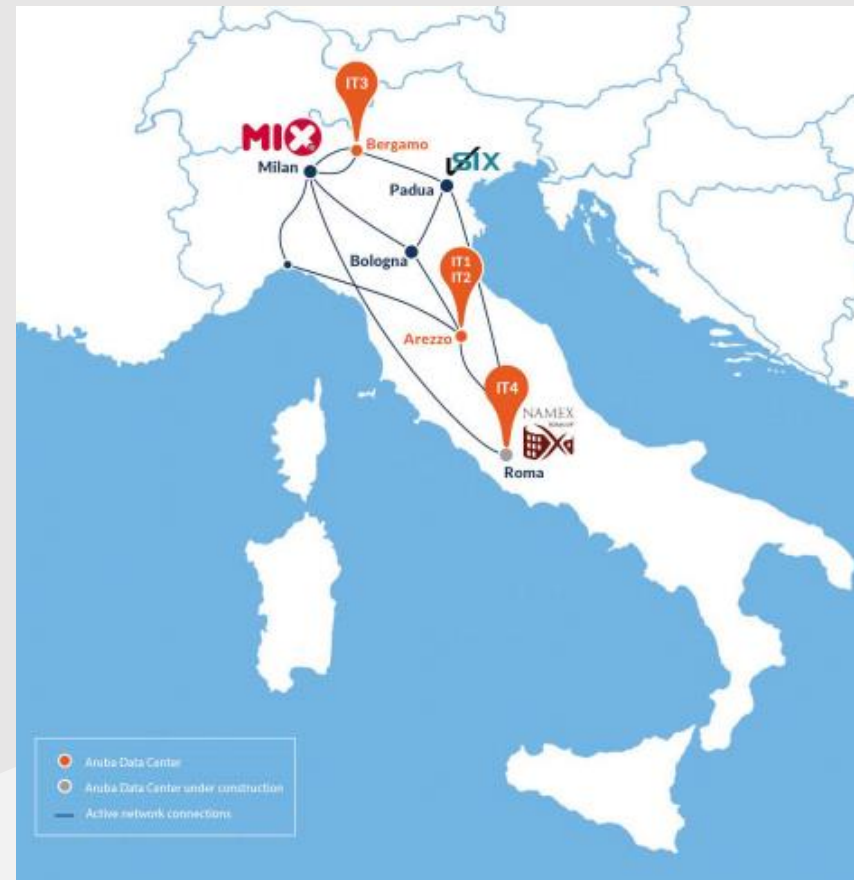 IT3
MIX
Bergamo
Milan
VSIX
Padua
Bologna
IT1
IT2
Arezzo
IT4
NAMEX
Roma
Aruba Data Center
Aruba Data Center under construction
Active network connections